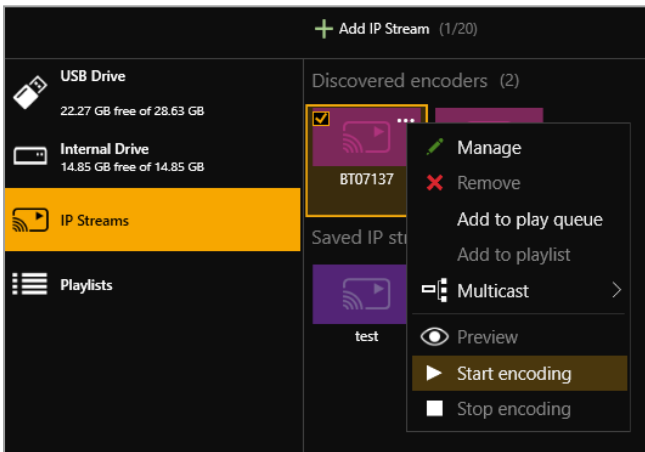 Add IP Stream (1/20)
USB Drive
22.27 GB free of 28.63 GB
Internal Drive
14.85 GB free of 14.85 GB
IP Streams
Playlists
Discovered encoders (2)
BT07137
Saved IP str
test
Manage
Remove
Add to play queue
Add to playlist
Multicast
Preview
Start encoding
Stop encoding